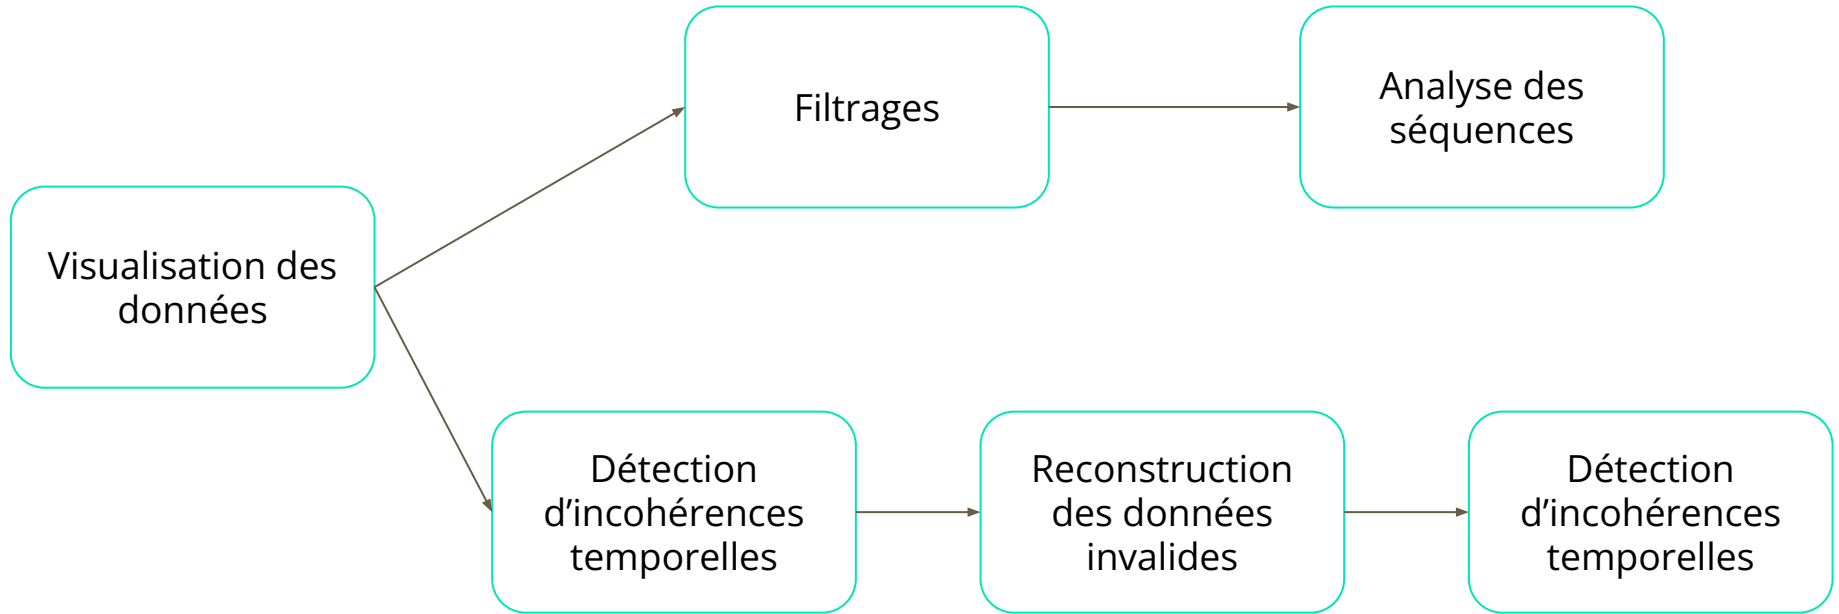 Filtrages
Analyse des
séquences
Visualisation des
données
Détection
d’incohérences
temporelles
Reconstruction
des données
invalides
Détection
d’incohérences
temporelles